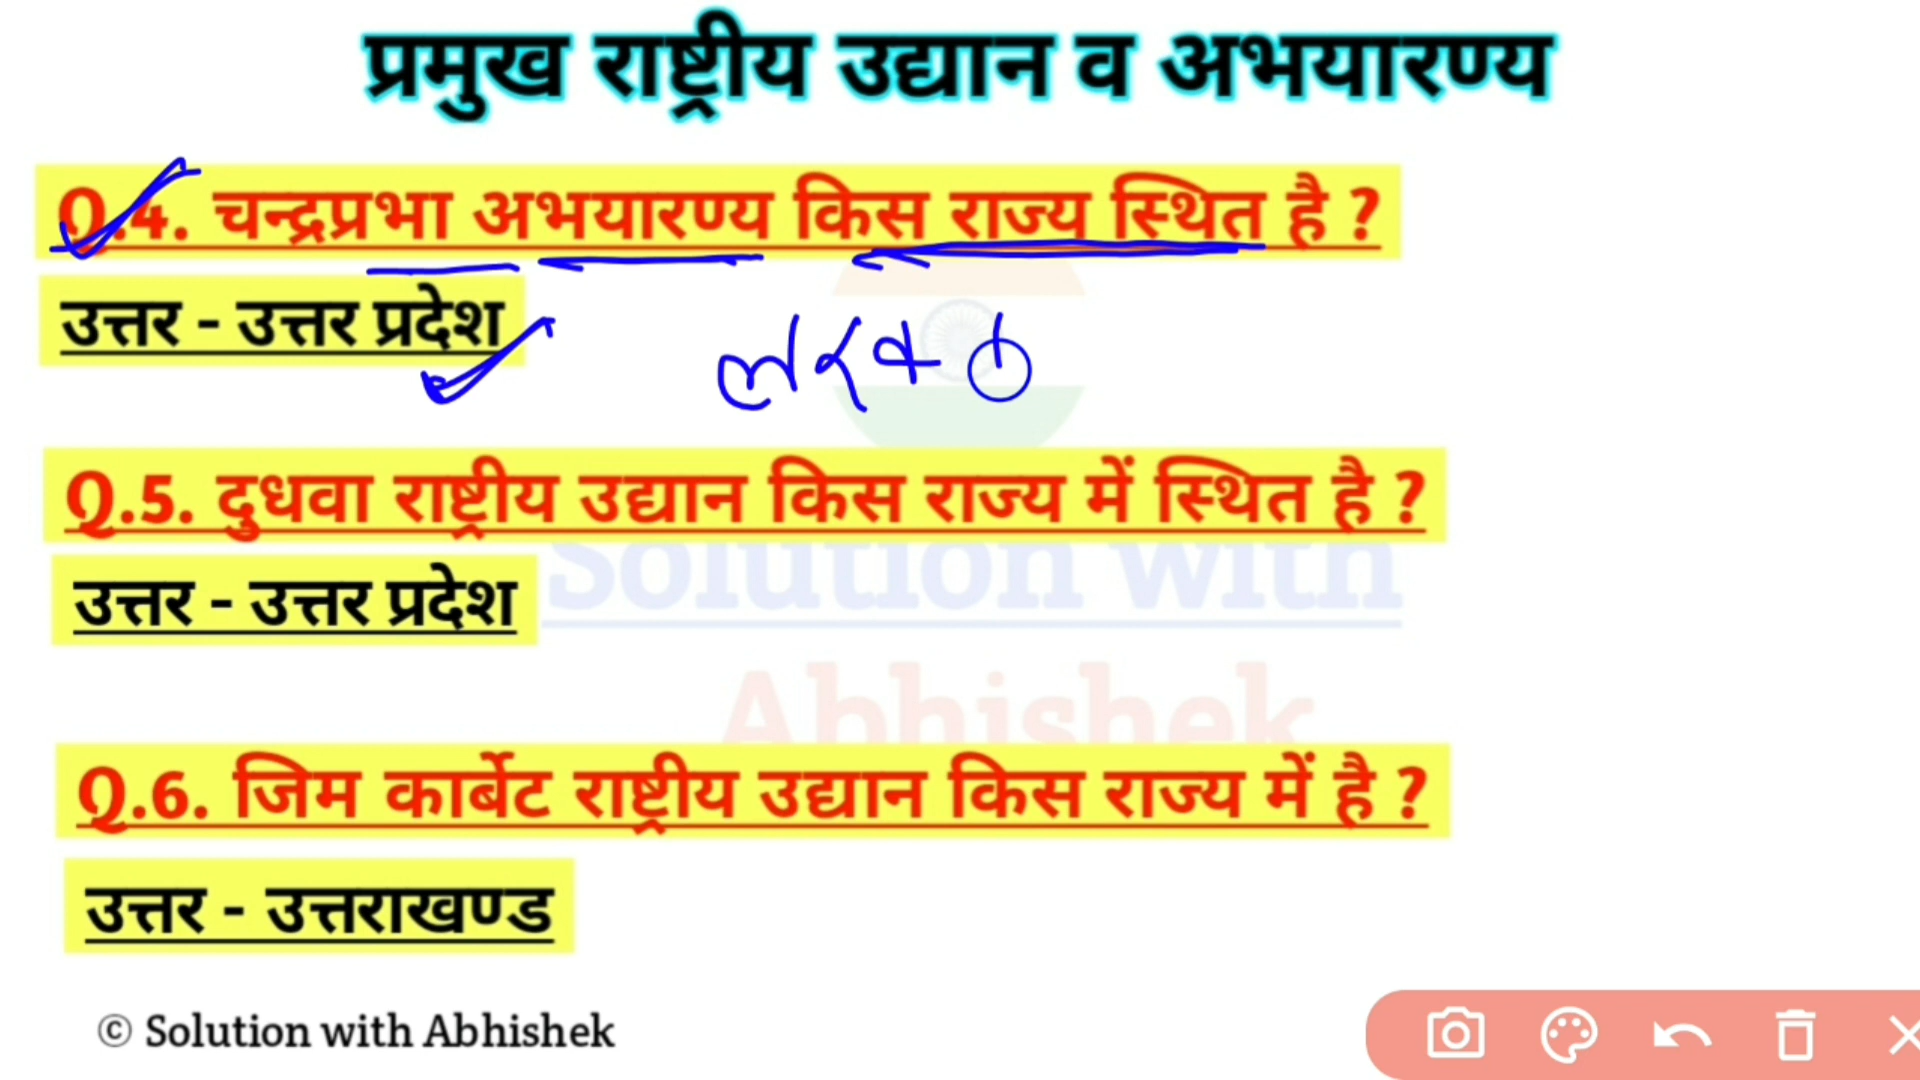 प्रमुख राष्ट्रीय उद्यान व अभयारण्य
Q.4. चन्द्रप्रभा अभयारण्य किस राज्य स्थित है ?
उत्तर - उत्तर प्रदेश
Q.5. दुधवा राष्ट्रीय उद्यान किस राज्य में स्थित है ?
Solution with
उत्तर - उत्तर प्रदेश
Abhishek
Q.6. जिम कार्बेट राष्ट्रीय उद्यान किस राज्य में है ?
उत्तर - उत्तराखण्ड
© Solution with Abhishek